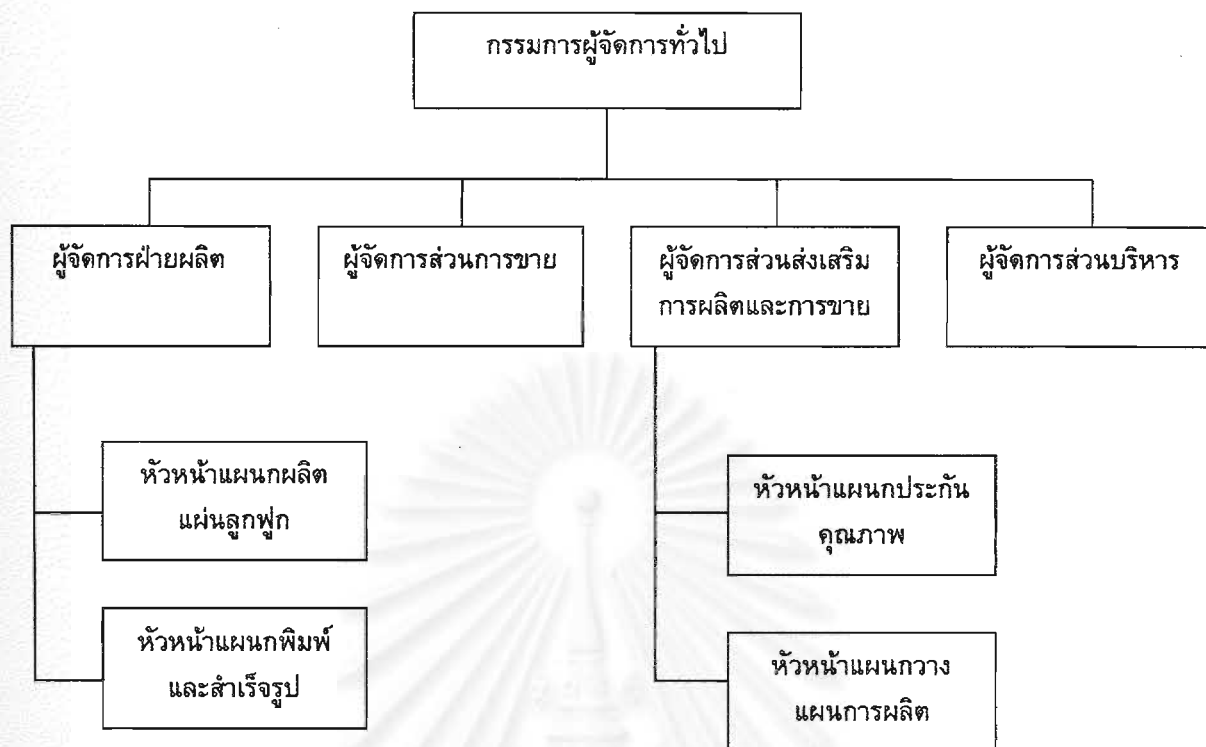 กรรมการผู้จัดการทั่วไป
ผู้จัดการฝ่ายผลิต
ผู้จัดการส่วนการขาย
ผู้จัดการส่วนส่งเสริม
การผลิตและการขาย
ผู้จัดการส่วนบริหาร
หัวหน้าแผนกผลิต
แผ่นลูกฟูก
หัวหน้าแผนกประกัน
คุณภาพ
หัวหน้าแผนกพิมพ์
และสำเร็จรูป
หัวหน้าแผนกวาง
แผนการผลิต